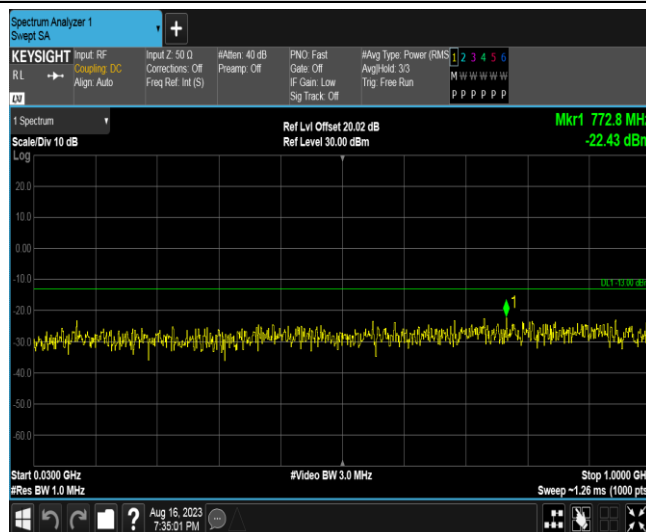 Spectrum Analyzer 1
Swept SA
KEYSIGHT Input: RF Input Z: 50 Ω #Atten: 40 dB PNO: Fast #Avg Type: Power (RMS 1 2 3 4 5 6
RL Coupling: DC Corrections: Off Preamp: Off Gate: Off Avg|Hold: 3/3 M W W W W W
Align: Auto Freq Ref: Int (S) IF Gain: Low Trig: Free Run
Sig Track: Off P P P P P P
LXI
1 Spectrum Ref Lvl Offset 20.02 dB Mkr1 772.8 MHz
Scale/Div 10 dB Ref Level 30.00 dBm -22.43 dBm
Log
20.0
10.0
0.00
-10.0
DL1 -13.00 dBm
1
-20.0
-30.0
-40.0
-50.0
-60.0
Start 0.0300 GHz #Video BW 3.0 MHz Stop 1.0000 GH
#Res BW 1.0 MHz Sweep ~1.26 ms (1000 pts
? Aug 16, 2023
7:35:01 PM